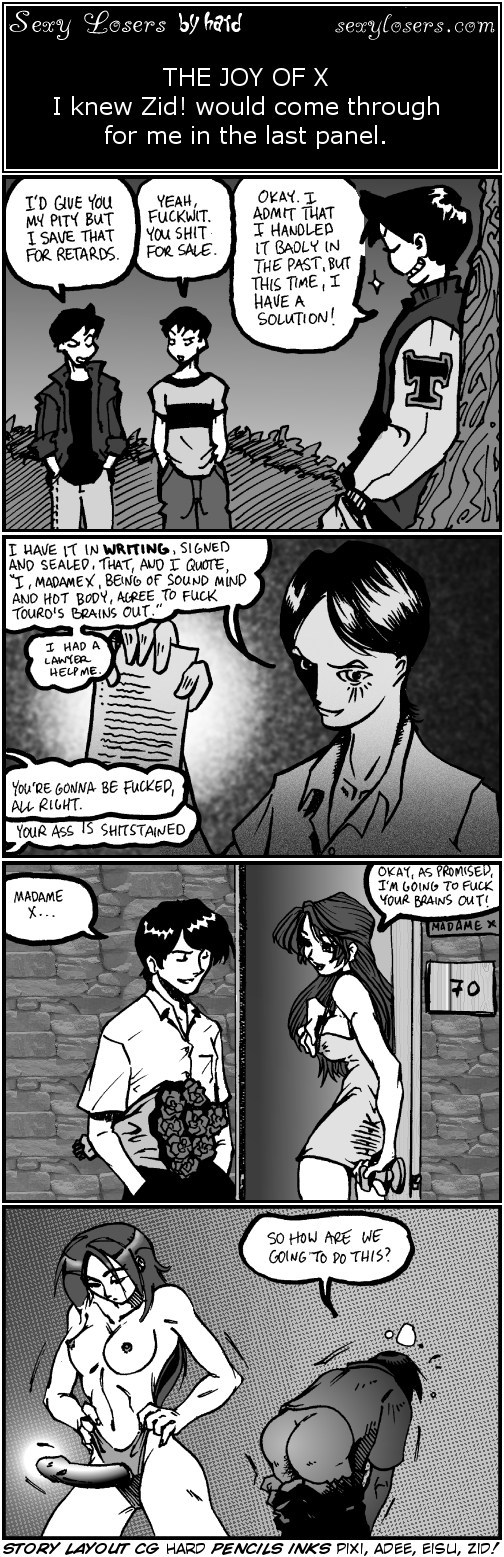 Sexy Losers by hard
sexylosers.com
THE JOY OF X
I knew Zid! would come through
for me in the last panel.
I'D GIVE YOU
MY PITY BUT
I SAVE THAT
FOR RETARDS.
YEAH,
FUCKWIT.
YOU SHIT
FOR SALE.
OKAY. I
ADMIT THAT
I HANDLED
IT BADLY IN
THE PAST, BUT
THIS TIME, I
HAVE A
SOLUTION!
T
I HAVE IT IN WRITING, SIGNED
AND SEALED, THAT, AND I QUOTE,
"I, MADAME X, BEING OF SOUND MIND
AND HOT BODY, AGREE TO FUCK
TOURO'S BRAINS OUT."
I HAD A
LAWYER
HELP ME.
YOU'RE GONNA BE FUCKED,
ALL RIGHT.
YOUR ASS IS SHITSTAINED
MADAME
X...
OKAY, AS PROMISED,
I'M GOING TO FUCK
YOUR BRAINS OUT!
MADAME X
70
SO HOW ARE WE
GOING TO DO THIS?
STORY LAYOUT CG HARD PENCILS INKS PIXI, ADEE, EISU, ZID!